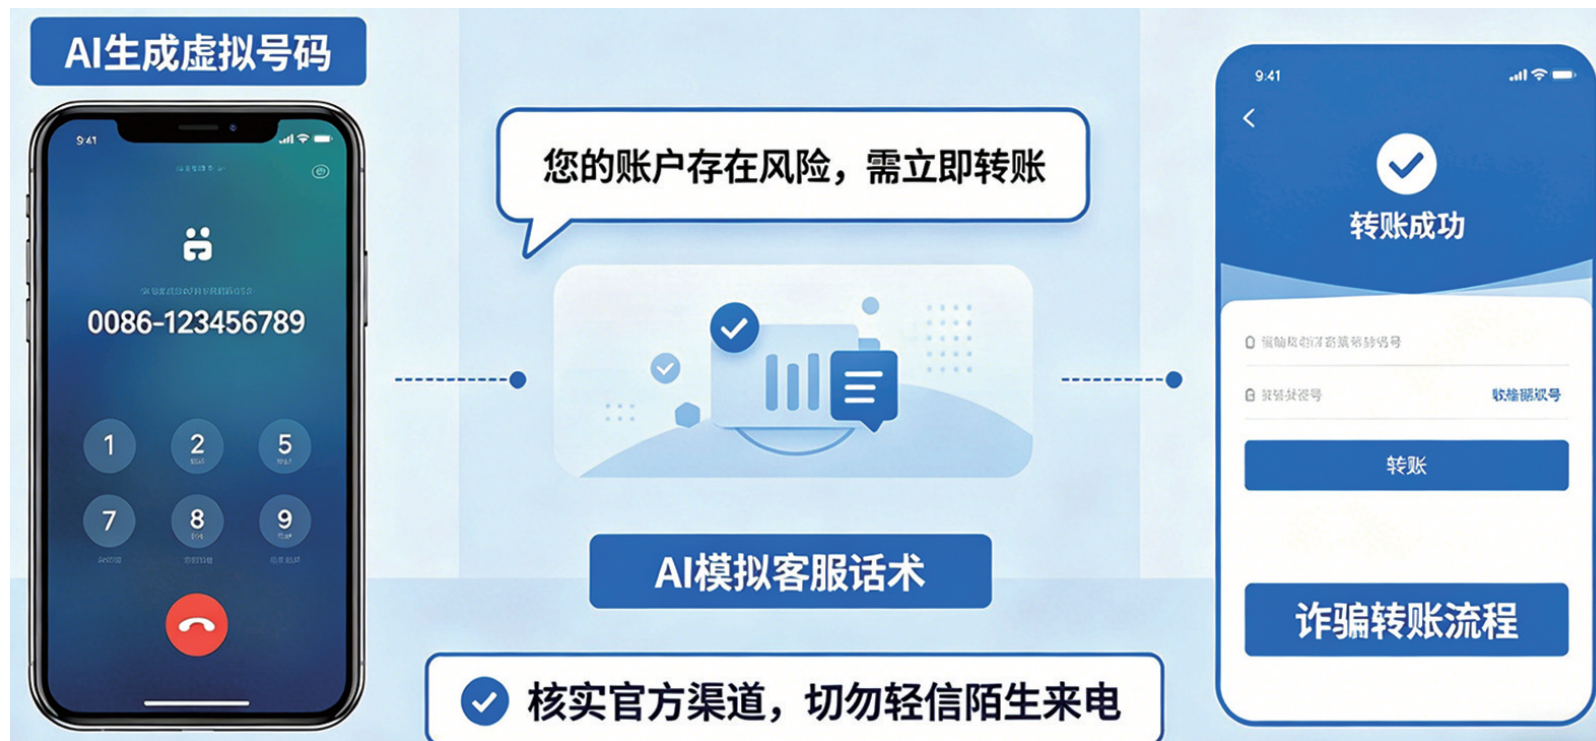 AI生成虚拟号码
9:41
0086-123456789
1
2
5
7
8
9
您的账户存在风险，需立即转账
AI模拟客服话术
核实官方渠道，切勿轻信陌生来电
9:41
转账成功
转账
诈骗转账流程